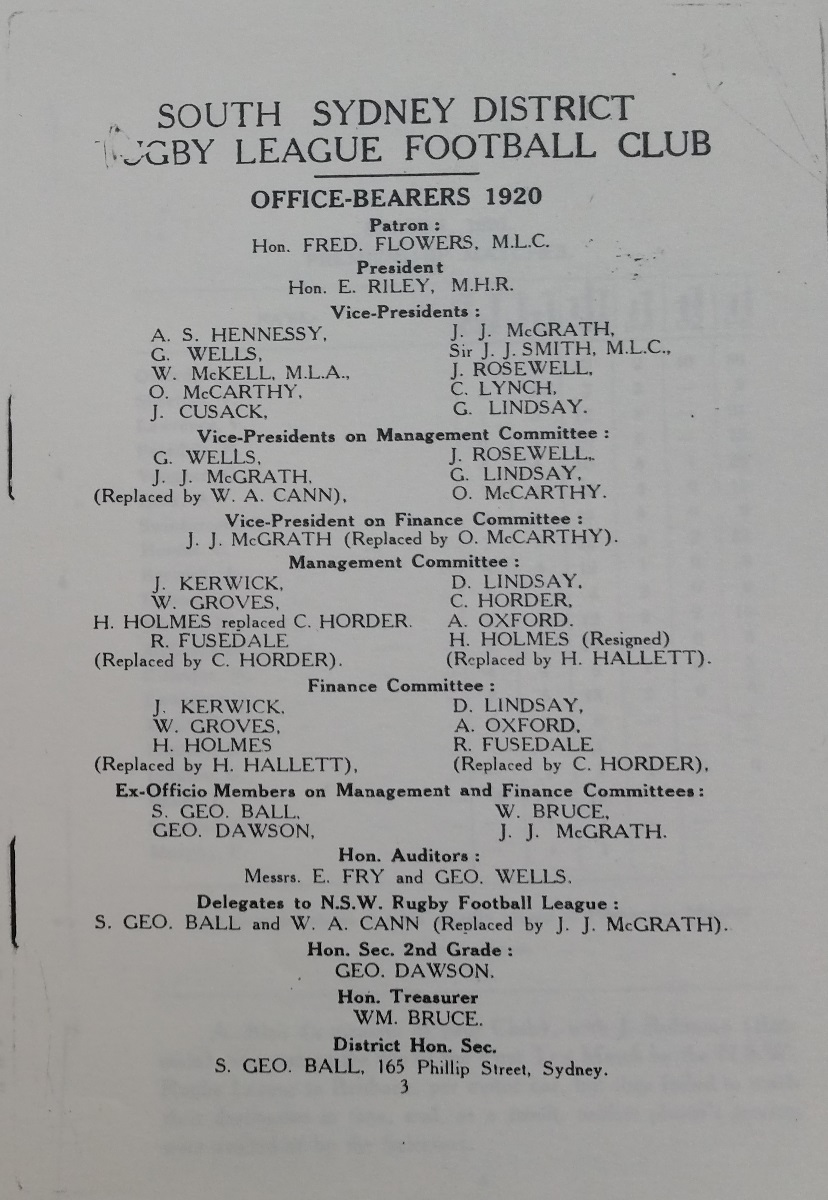 SOUTH SYDNEY DISTRICT
RUGBY LEAGUE FOOTBALL CLUB
OFFICE-BEARERS 1920
Patron :
Hon. FRED. FLOWERS, M.L.C.
President
Hon. E. RILEY, M.H.R.
Vice-Presidents :
A. S. HENNESSY,
G. WELLS,
W. McKELL, M.L.A.,
O. McCARTHY,
J. CUSACK,
J. J. McGRATH,
Sir J. J. SMITH, M.L.C.,
J. ROSEWELL,
C. LYNCH,
G. LINDSAY.
Vice-Presidents on Management Committee :
G. WELLS,
J. J. McGRATH,
(Replaced by W. A. CANN),
J. ROSEWELL,
G. LINDSAY,
O. McCARTHY.
Vice-President on Finance Committee :
J. J. McGRATH (Replaced by O. McCARTHY).
Management Committee :
J. KERWICK,
W. GROVES,
H. HOLMES replaced C. HORDER.
R. FUSEDALE
(Replaced by C. HORDER).
D. LINDSAY,
C. HORDER,
A. OXFORD.
H. HOLMES (Resigned)
(Replaced by H. HALLETT).
Finance Committee :
J. KERWICK,
W. GROVES,
H. HOLMES
(Replaced by H. HALLETT),
D. LINDSAY,
A. OXFORD,
R. FUSEDALE
(Replaced by C. HORDER),
Ex-Officio Members on Management and Finance Committees :
S. GEO. BALL,
GEO. DAWSON,
W. BRUCE,
J. J. McGRATH.
Hon. Auditors :
Messrs. E. FRY and GEO. WELLS.
Delegates to N.S.W. Rugby Football League :
S. GEO. BALL and W. A. CANN (Replaced by J. J. McGRATH).
Hon. Sec. 2nd Grade :
GEO. DAWSON.
Hon. Treasurer
WM. BRUCE.
District Hon. Sec.
S. GEO. BALL, 165 Phillip Street, Sydney.
3